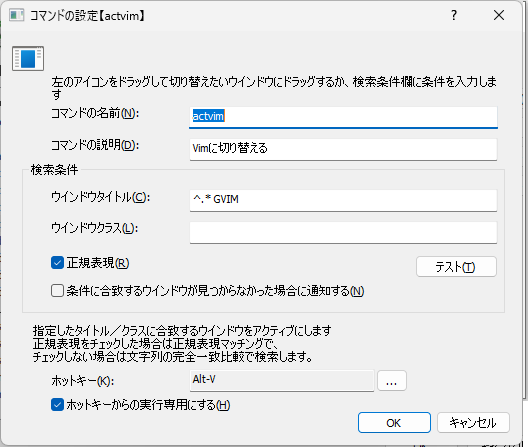 コマンドの設定【actvim】
左のアイコンをドラッグして切り替えたいウインドウにドラッグするか、検索条件欄に条件を入力しま
す
コマンドの名前(N):
actvim
コマンドの説明(D):
Vimに切り替える
検索条件
ウインドウタイトル(C):
^.* GVIM
ウインドウクラス(L):
正規表現(R)
テスト(T)
条件に合致するウインドウが見つからなかった場合に通知する(N)
指定したタイトル／クラスに合致するウインドウをアクティブにします
正規表現をチェックした場合は正規表現マッチングで、
チェックしない場合は文字列の完全一致比較で検索します。
ホットキー(K):
Alt-V
...
ホットキーからの実行専用にする(H)
OK
キャンセル